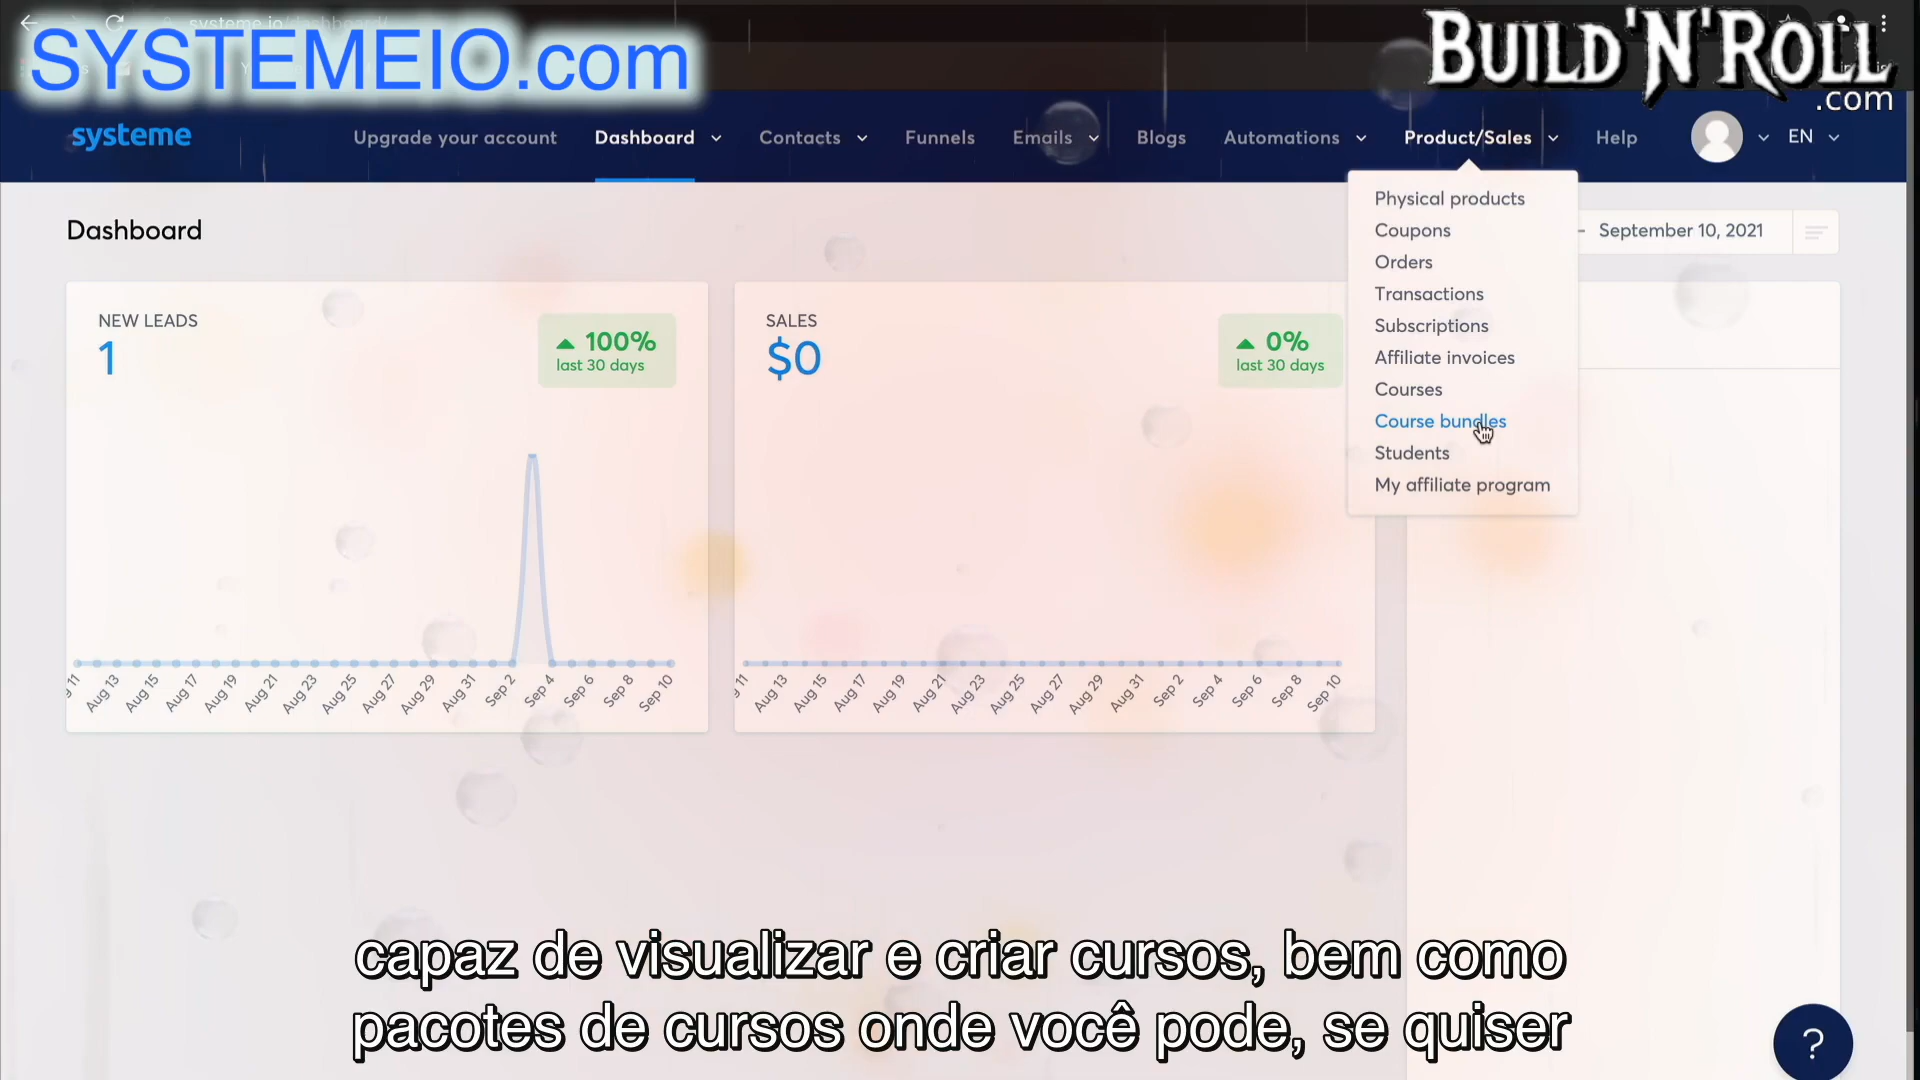 systeme.io/dashboard/
SYSTEMEIO.com
BUILD 'N' ROLL
.com
systeme
Upgrade your account
Dashboard
Contacts
Funnels
Emails
Blogs
Automations
Product/Sales
Help
EN
Dashboard
Physical products
Coupons
Orders
Transactions
Subscriptions
Affiliate invoices
Courses
Course bundles
Students
My affiliate program
- September 10, 2021
NEW LEADS
1
100%
last 30 days
SALES
$0
0%
last 30 days
11 Aug 13 Aug 15 Aug 17 Aug 19 Aug 21 Aug 23 Aug 25 Aug 27 Aug 29 Aug 31 Sep 2 Sep 4 Sep 6 Sep 8 Sep 10
11 Aug 13 Aug 15 Aug 17 Aug 19 Aug 21 Aug 23 Aug 25 Aug 27 Aug 29 Aug 31 Sep 2 Sep 4 Sep 6 Sep 8 Sep 10
capaz de visualizar e criar cursos, bem como
pacotes de cursos onde você pode, se quiser
?